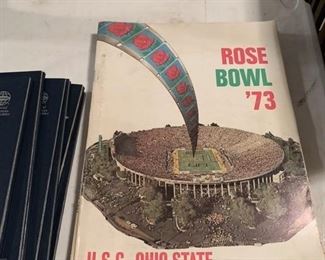 ROSE
BOWL
'73
U.S.C. OHIO STATE